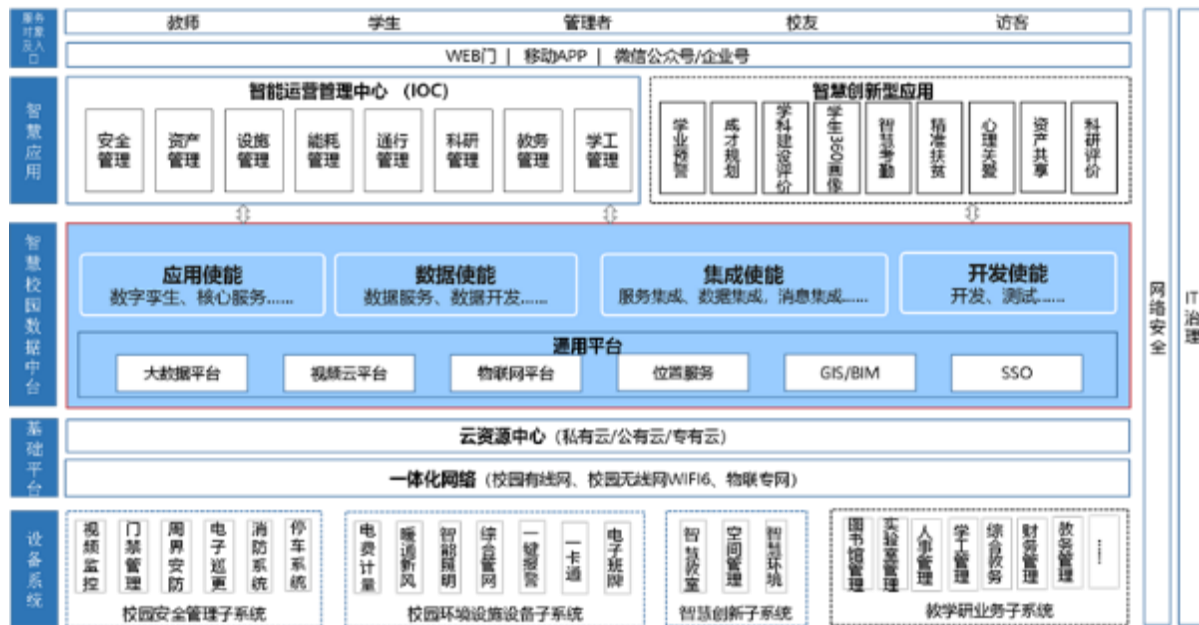 服务对象及入口
教师 学生 管理者 校友 访客
WEB门 | 移动APP | 微信公众号/企业号
智慧应用
智能运营管理中心 (IOC)
安全管理 资产管理 设施管理 能耗管理 通行管理 科研管理 教务管理 学工管理
智慧创新型应用
学业预警 成才规划 学科建设评价 学生360画像 智慧考勤 精准扶贫 心理关爱 资产共享 科研评价
智慧校园数据中台
应用使能
数字孪生、核心服务……
数据使能
数据服务、数据开发……
集成使能
服务集成、数据集成，消息集成……
开发使能
开发、测试……
通用平台
大数据平台 视频云平台 物联网平台 位置服务 GIS/BIM SSO
基础平台
云资源中心（私有云/公有云/专有云）
一体化网络（校园有线网、校园无线网WIFI6、物联专网）
设备系统
视频监控 门禁管理 周界安防 电子巡更 消防系统 停车系统
校园安全管理子系统
电费计量 暖通新风 智能照明 综合管网 一键报警 一卡通 电子班牌
校园环境设施设备子系统
智慧教室 空间管理 智慧环境
智慧创新子系统
图书馆管理 实验室管理 人事管理 学工管理 综合教务 财务管理 教务管理 ……
教学研业务子系统
网络安全
IT治理